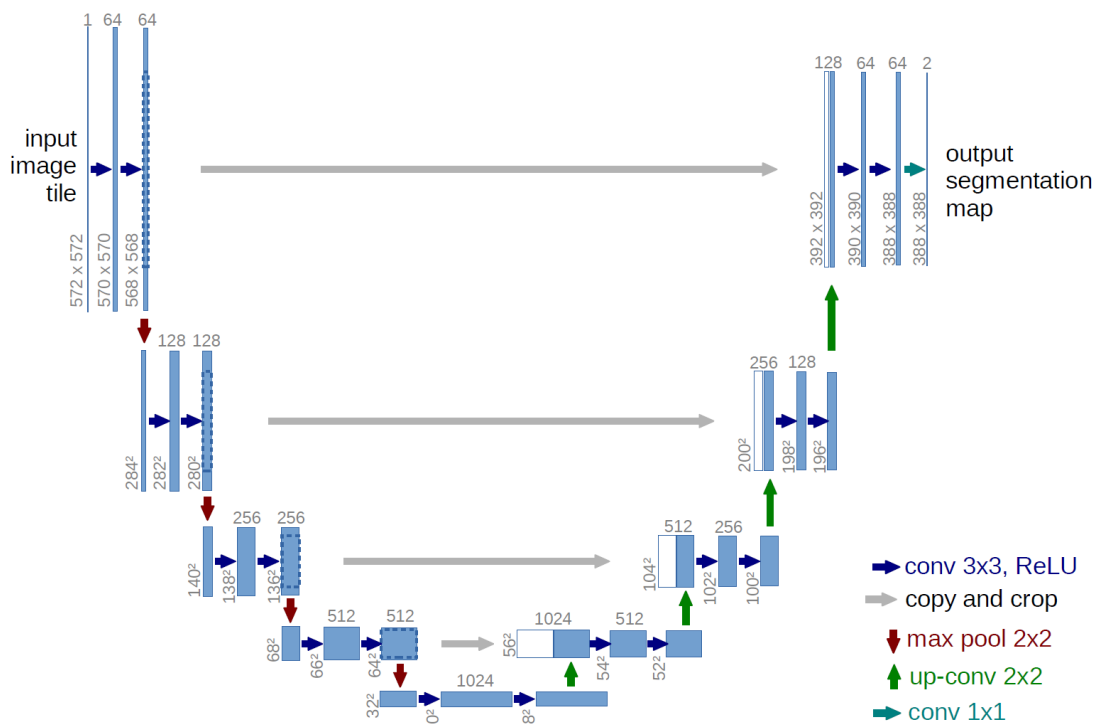 1
64
64
input
image
tile
572 x 572
570 x 570
568 x 568
128
64
64
2
output
segmentation
map
392 x 392
390 x 390
388 x 388
388 x 388
128
128
284²
282²
280²
256
128
200²
198²
196²
256
256
140²
138²
136²
512
256
104²
102²
100²
512
512
68²
66²
64²
1024
512
56²
54²
52²
1024
32²
0²
8²
conv 3x3, ReLU
copy and crop
max pool 2x2
up-conv 2x2
conv 1x1